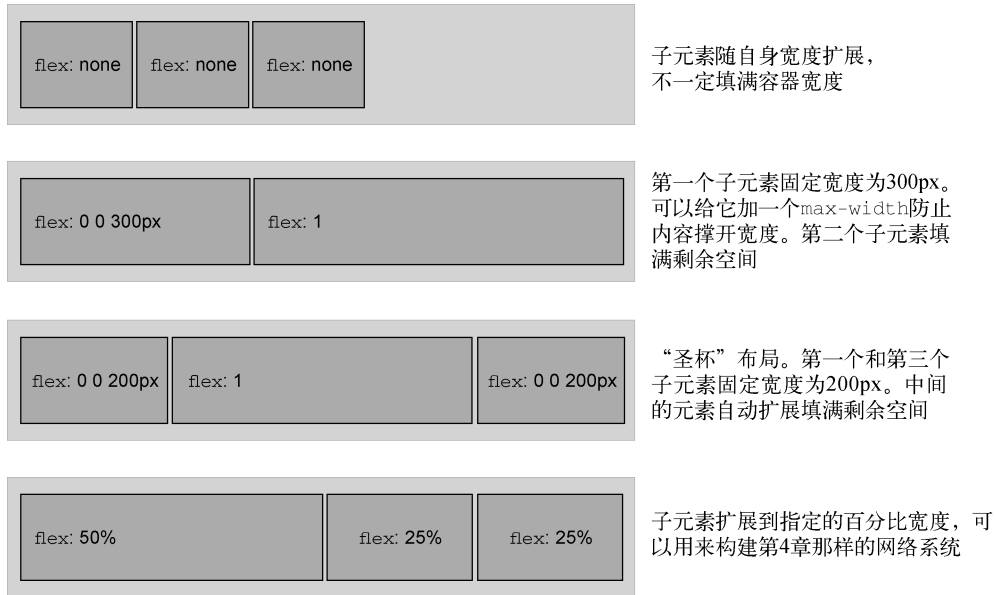 flex: none
flex: none
flex: none
子元素随自身宽度扩展，
不一定填满容器宽度
flex: 0 0 300px
flex: 1
第一个子元素固定宽度为300px。
可以给它加一个max-width防止
内容撑开宽度。第二个子元素填
满剩余空间
flex: 0 0 200px
flex: 1
flex: 0 0 200px
“圣杯”布局。第一个和第三个
子元素固定宽度为200px。中间
的元素自动扩展填满剩余空间
flex: 50%
flex: 25%
flex: 25%
子元素扩展到指定的百分比宽度，可
以用来构建第4章那样的网络系统